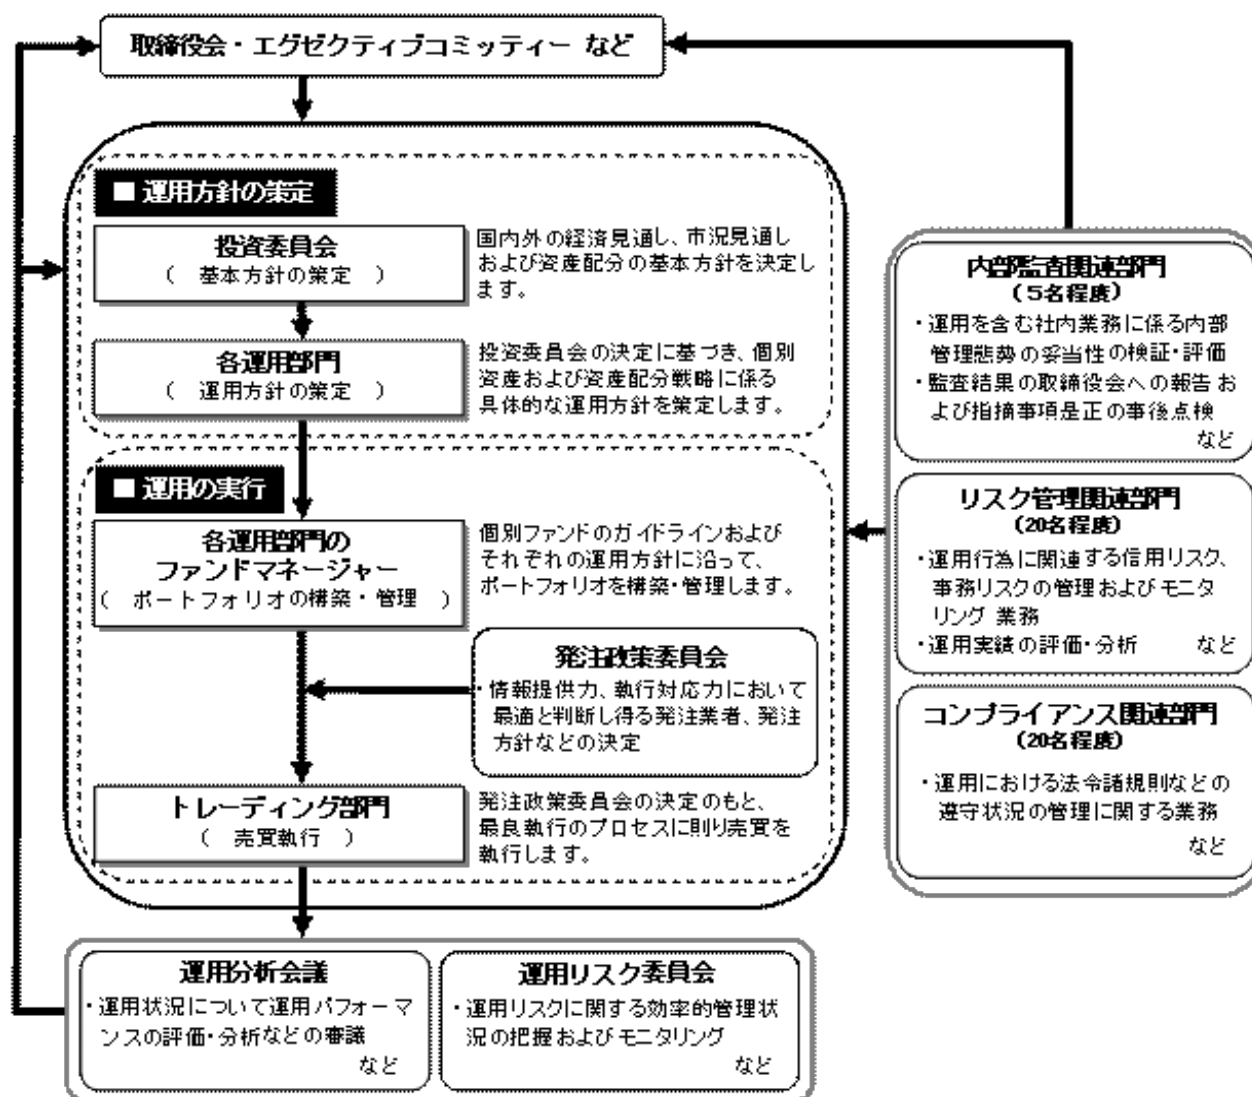 取締役会・エグゼクティブコミッティー など
■ 運用方針の策定
投資委員会
（ 基本方針の策定 ）
国内外の経済見通し、市況見通し
および資産配分の基本方針を決定し
ます。
各運用部門
（ 運用方針の策定 ）
投資委員会の決定に基づき、個別
資産および資産配分戦略に係る
具体的な運用方針を策定します。
■ 運用の実行
各運用部門の
ファンドマネージャー
（ ポートフォリオの構築・管理 ）
個別ファンドのガイドラインおよび
それぞれの運用方針に沿って、
ポートフォリオを構築・管理します。
発注政策委員会
・情報提供力、執行対応力において
最適と判断し得る発注業者、発注
方針などの決定
トレーディング部門
（ 売買執行 ）
発注政策委員会の決定のもと、
最良執行のプロセスに則り売買を
執行します。
運用分析会議
・運用状況について運用パフォーマ
ンスの評価・分析などの審議
など
運用リスク委員会
・運用リスクに関する効率的管理状
況の把握およびモニタリング
など
内部監査関連部門
（5名程度）
・運用を含む社内業務に係る内部
管理態勢の妥当性の検証・評価
・監査結果の取締役会への報告お
よび指摘事項是正の事後点検
など
リスク管理関連部門
（20名程度）
・運用行為に関連する信用リスク、
事務リスクの管理およびモニタ
リング 業務
・運用実績の評価・分析 など
コンプライアンス関連部門
（20名程度）
・運用における法令諸規則などの
遵守状況の管理に関する業務
など